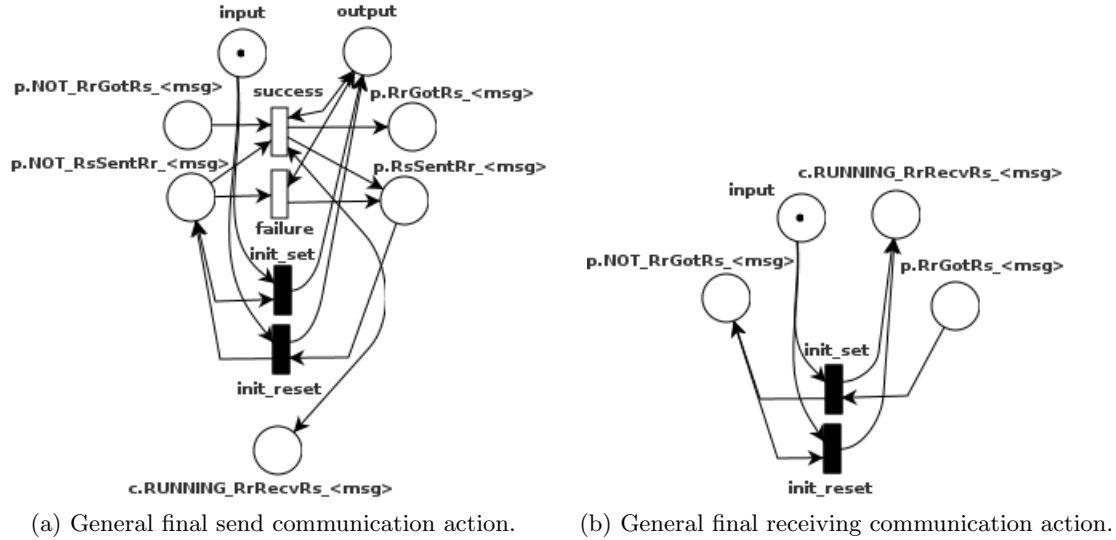 input
output
p.NOT_RrGotRs_<msg>
success
p.RrGotRs_<msg>
p.NOT_RsSentRr_<msg>
p.RsSentRr_<msg>
failure
init_set
init_reset
c.RUNNING_RrRecvRs_<msg>
(a) General final send communication action.
c.RUNNING_RrRecvRs_<msg>
input
p.NOT_RrGotRs_<msg>
p.RrGotRs_<msg>
init_set
init_reset
(b) General final receiving communication action.